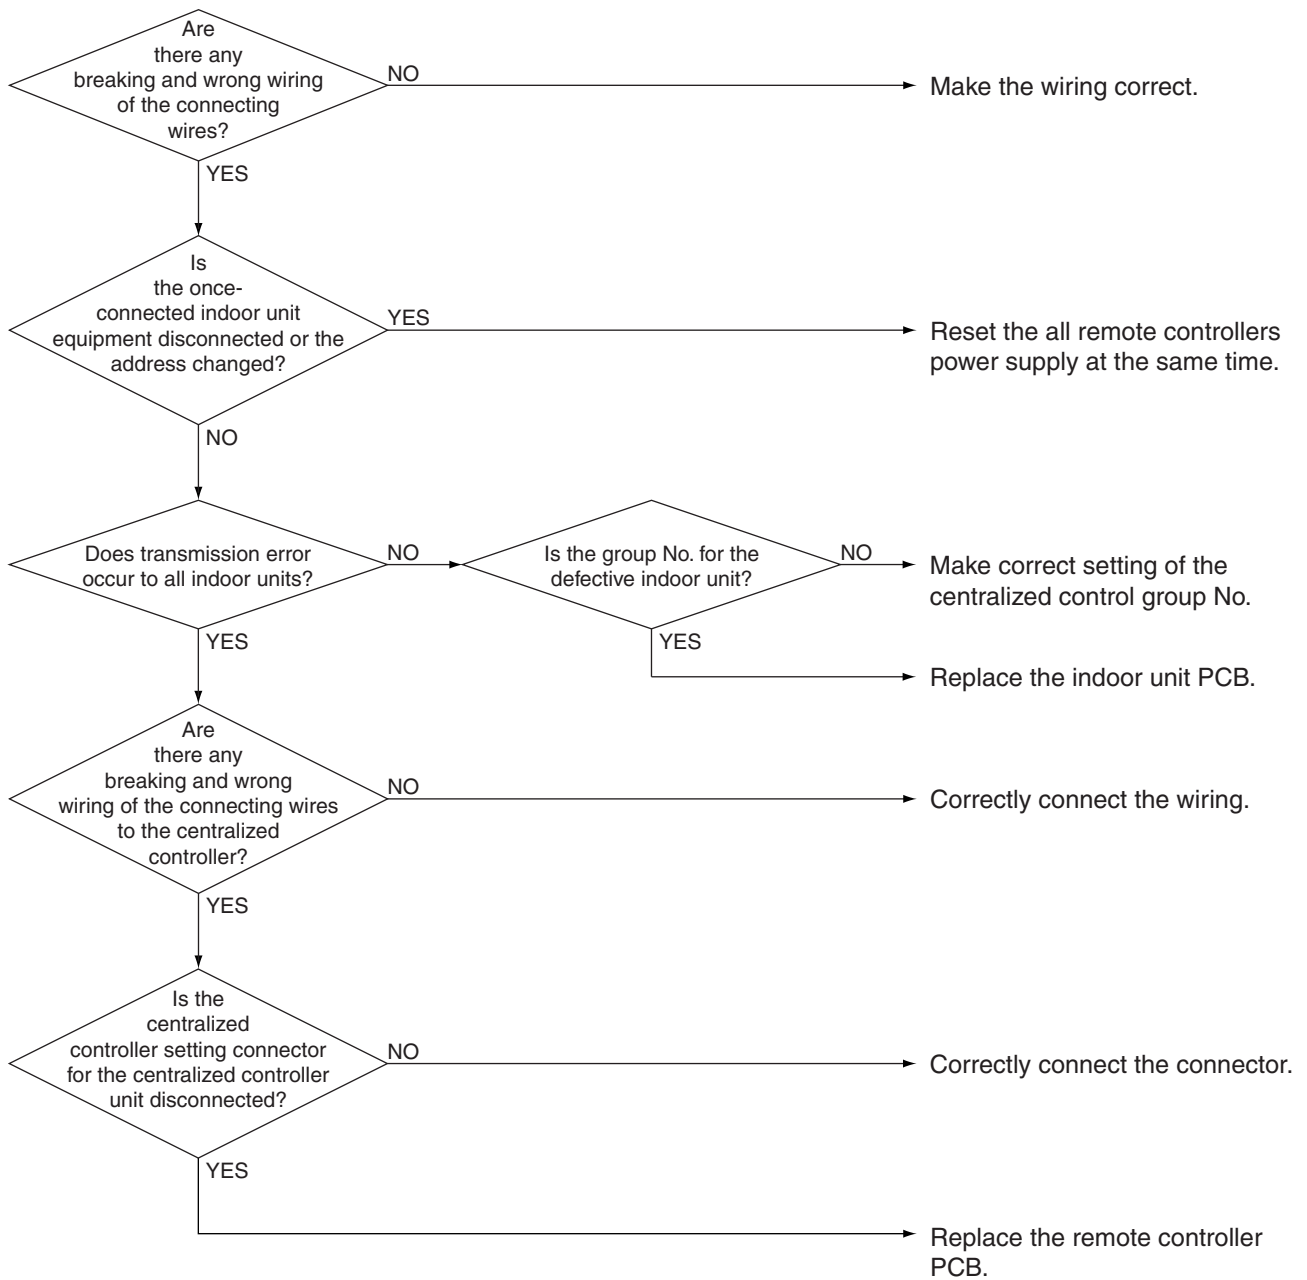 Are
there any
breaking and wrong wiring
of the connecting
wires?
NO
Make the wiring correct.
YES
Is
the once-
connected indoor unit
equipment disconnected or the
address changed?
YES
Reset the all remote controllers
power supply at the same time.
NO
Does transmission error
occur to all indoor units?
NO
Is the group No. for the
defective indoor unit?
NO
Make correct setting of the
centralized control group No.
YES
YES
Replace the indoor unit PCB.
Are
there any
breaking and wrong
wiring of the connecting wires
to the centralized
controller?
NO
Correctly connect the wiring.
YES
Is the
centralized
controller setting connector
for the centralized controller
unit disconnected?
NO
Correctly connect the connector.
YES
Replace the remote controller
PCB.